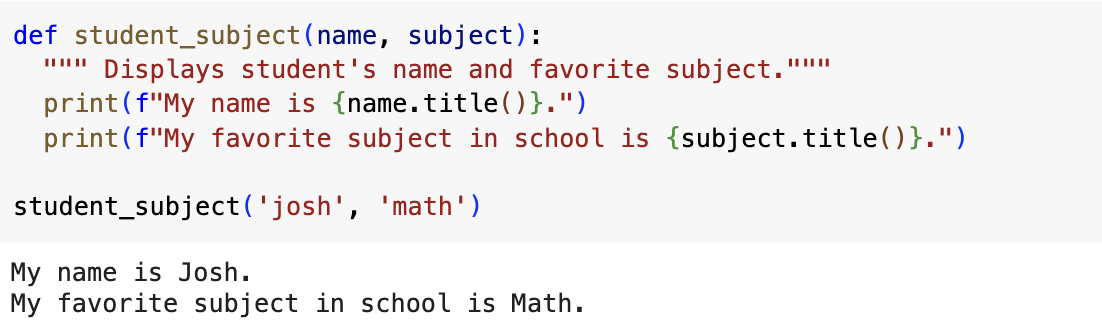 def student_subject(name, subject):
  """ Displays student's name and favorite subject."""
  print(f"My name is {name.title()}.")
  print(f"My favorite subject in school is {subject.title()}.")

student_subject('josh', 'math')
My name is Josh.
My favorite subject in school is Math.